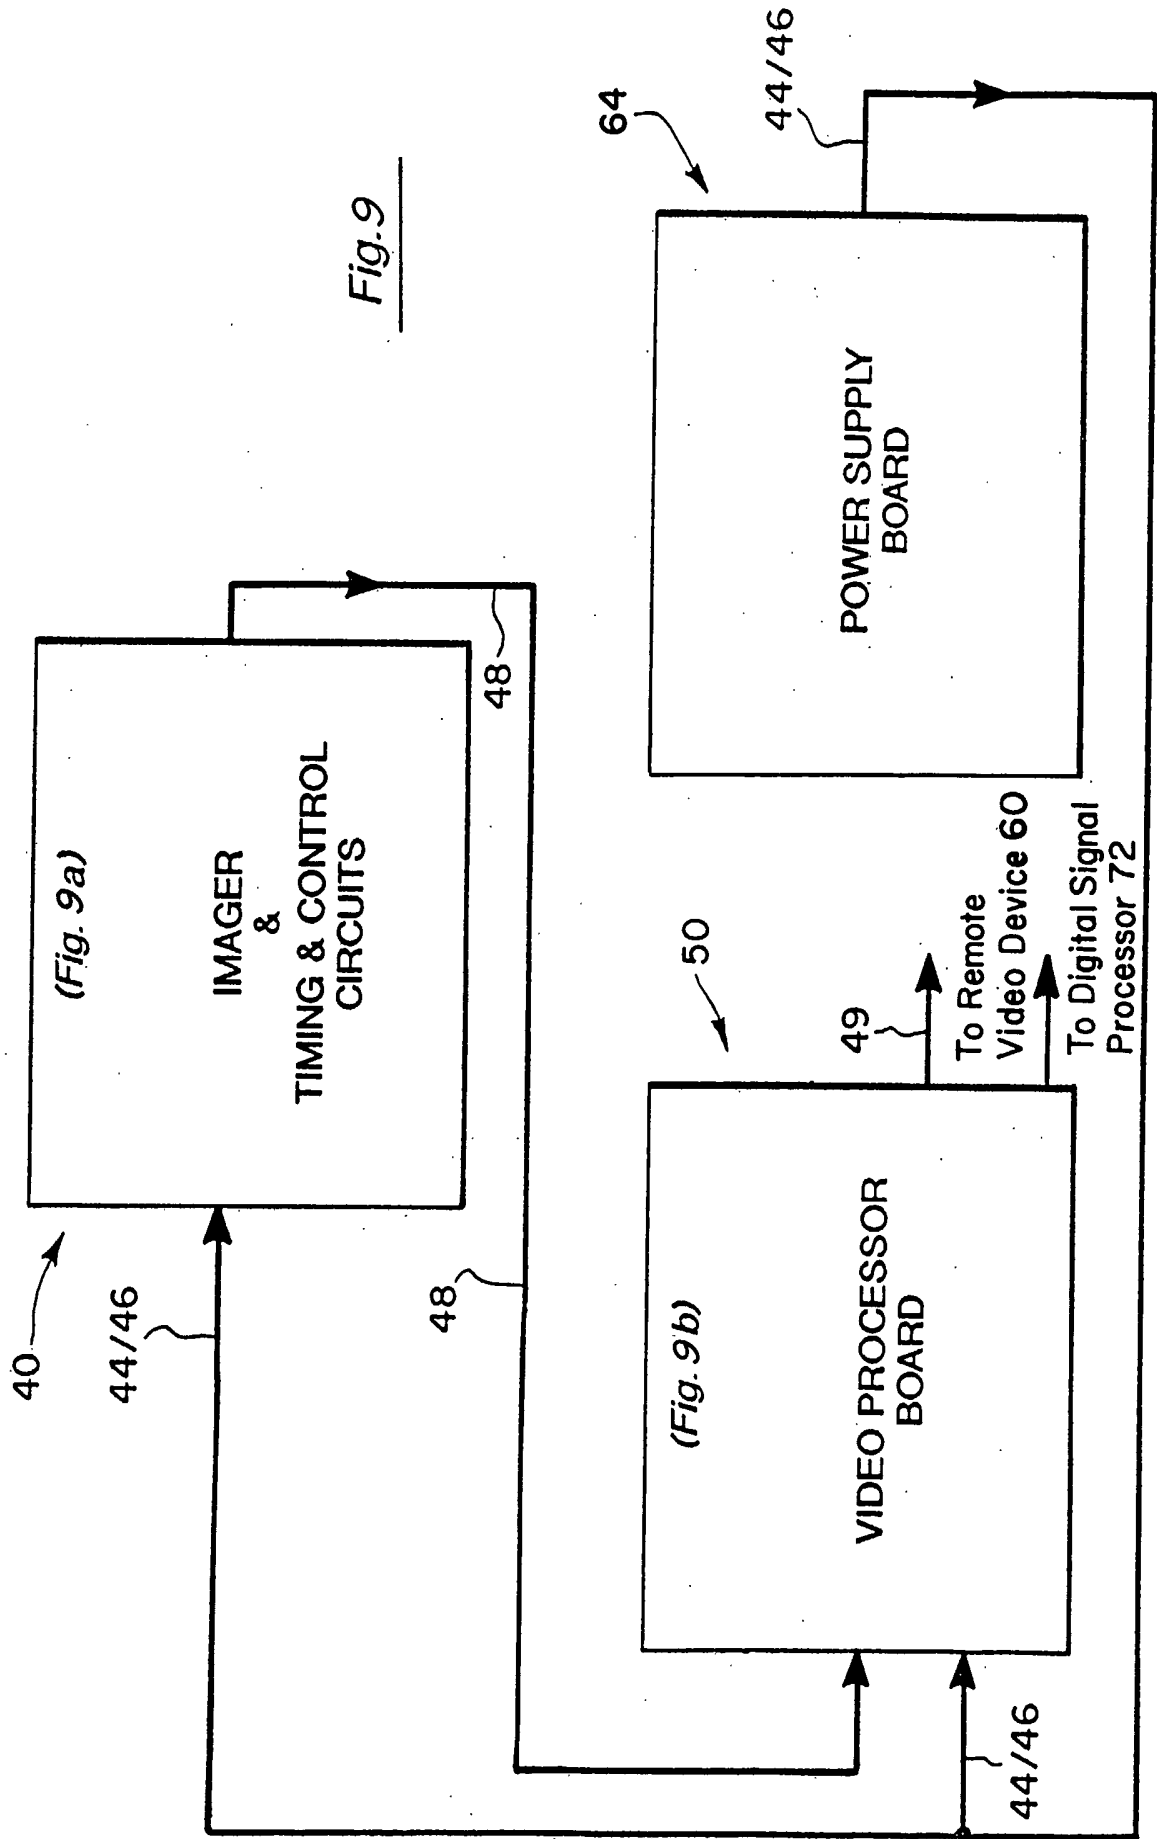 40
44/46
(Fig. 9a)
IMAGER
&
TIMING & CONTROL
CIRCUITS
48
Fig. 9
48
50
(Fig. 9b)
VIDEO PROCESSOR
BOARD
44/46
49
To Remote
Video Device 60
To Digital Signal
Processor 72
64
POWER SUPPLY
BOARD
44/46